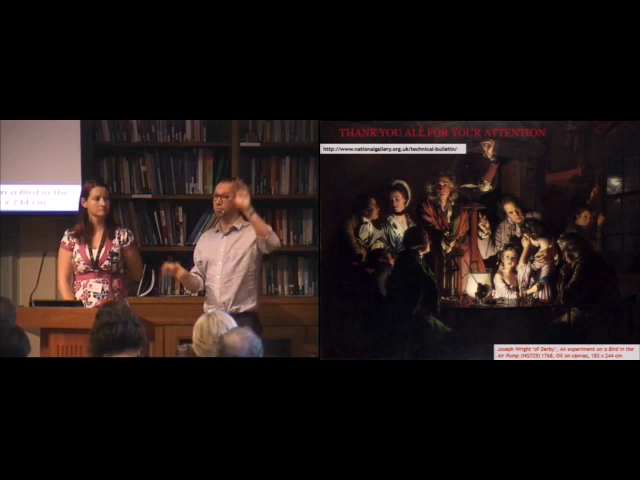 a Bird in the
x 244 cm
THANK YOU ALL FOR YOUR ATTENTION
http://www.nationalgallery.org.uk/technical-bulletin/
Joseph Wright 'of Derby', An experiment on a Bird in the
Air Pump (NG725) 1768, Oil on canvas, 183 x 244 cm